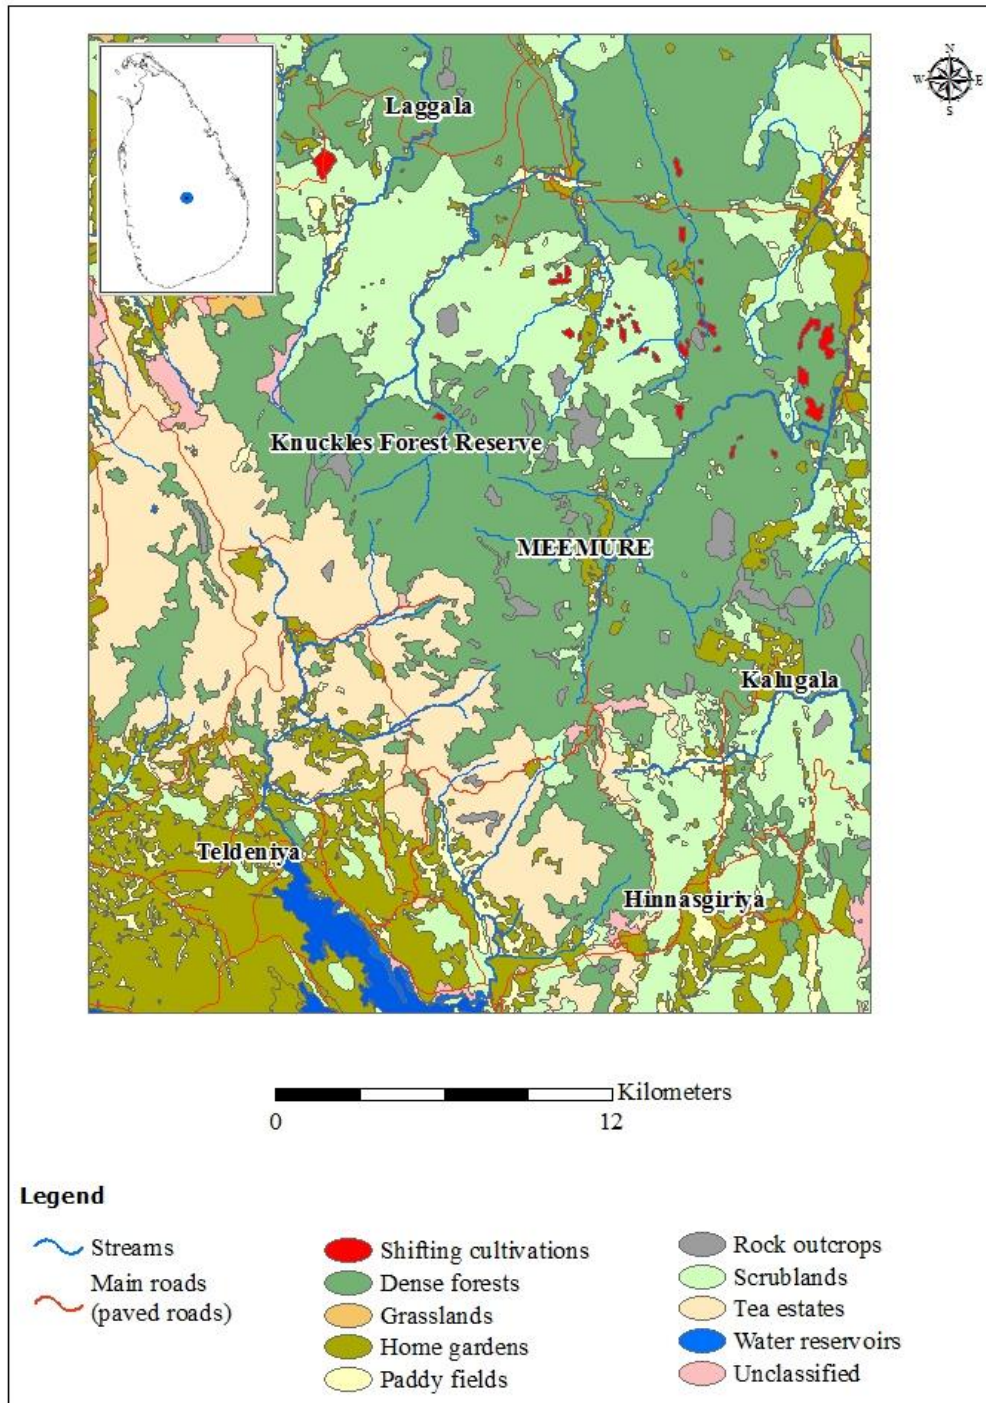 N
W E
S
Laggala
Knuckles Forest Reserve
MEEMURE
Kalugala
Teldeniya
Hinnasgiriya
Kilometers
0 12
Legend
Streams
Main roads
(paved roads)
Shifting cultivations
Dense forests
Grasslands
Home gardens
Paddy fields
Rock outcrops
Scrublands
Tea estates
Water reservoirs
Unclassified